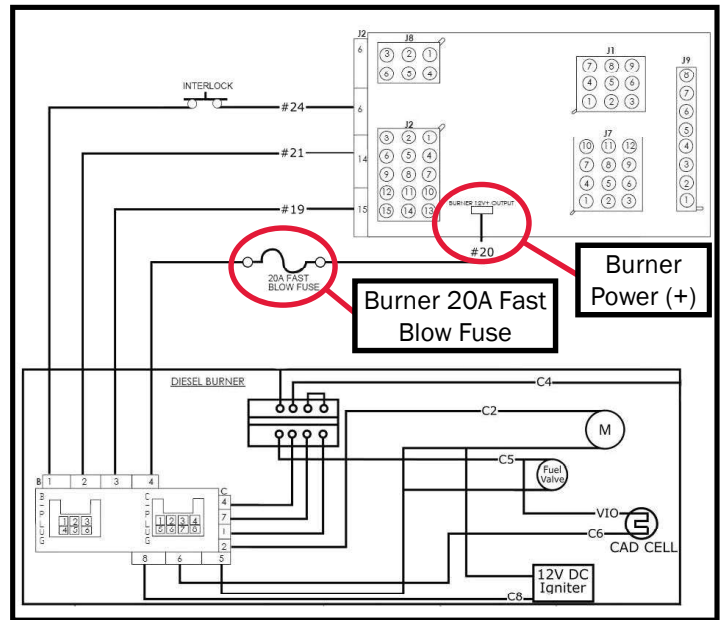 J2
J8
6
3 2 1
6 5 4
J1
7 8 9
4 5 6
1 2 3
J9
8
7
6
5
4
3
2
1
INTERLOCK
#24
6
J2
3 2 1
6 5 4
9 8 7
12 11 10
15 14 13
#21
14
J7
10 11 12
7 8 9
4 5 6
1 2 3
#19
15
BURNER 12V+ OUTPUT
#20
20A FAST
BLOW FUSE
Burner
Power (+)
Burner 20A Fast
Blow Fuse
DIESEL BURNER
C4
C2
M
C5
Fuel
Valve
B 1 2 3 4
B-PLUG
1 2 3
4 5 6
C-PLUG
1 2 3 4
5 6 7 8
C
4
7
1
2
8 6 5
VIO
C6
CAD CELL
12V DC
Igniter
C8